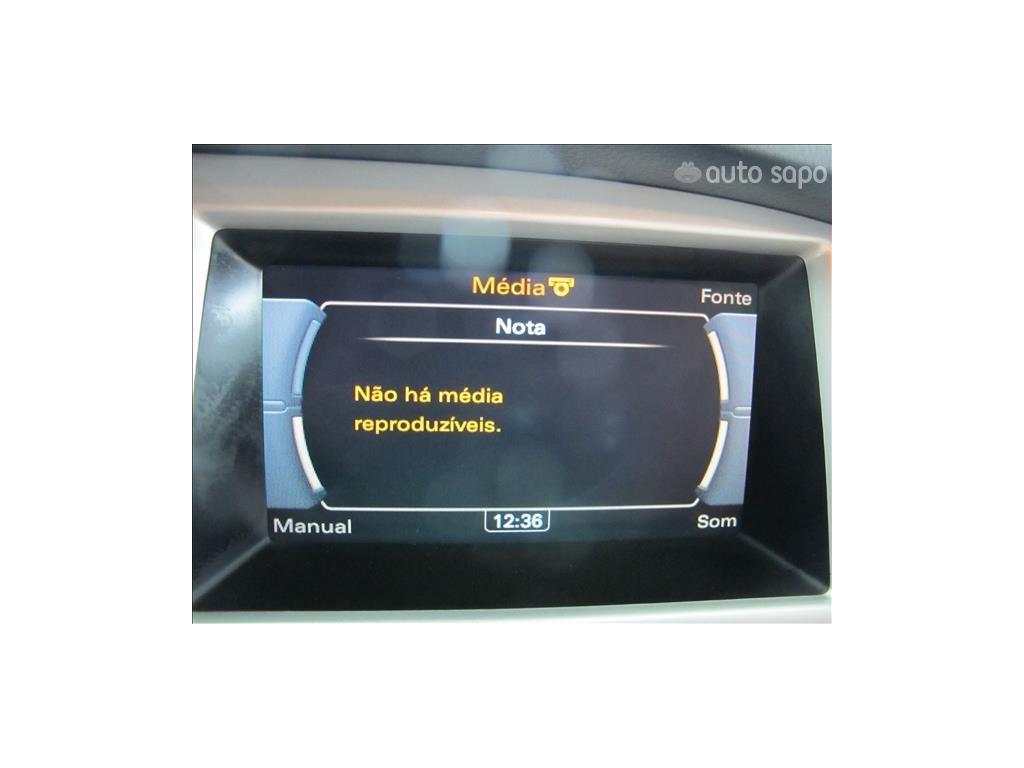 auto sapo
Média
Fonte
Nota
Não há média
reproduzíveis.
Manual
12:36
Som